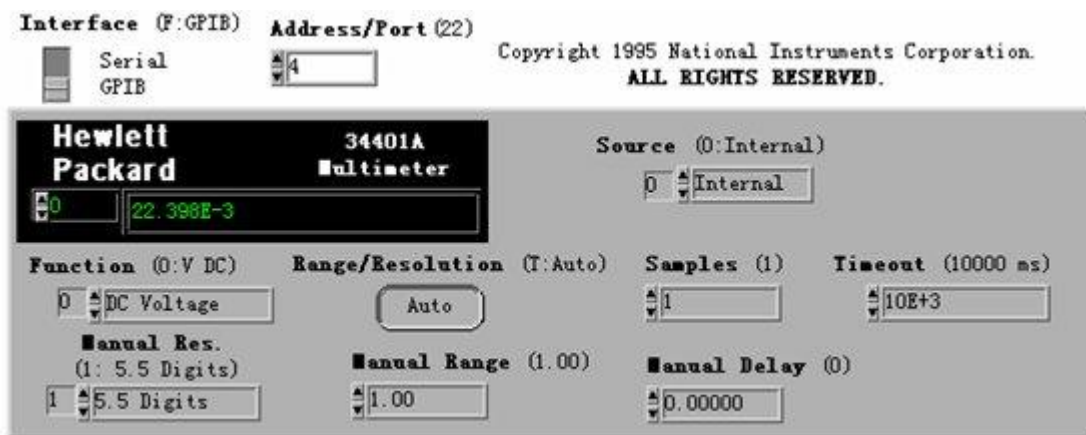 Interface (F:GPIB)
Serial
GPIB
Address/Port (22)
4
Copyright 1995 National Instruments Corporation.
ALL RIGHTS RESERVED.
Hewlett
Packard
34401A
Multimeter
0
22.398E-3
Source (0:Internal)
0 Internal
Function (0:V DC)
0 DC Voltage
Range/Resolution (T:Auto)
Auto
Samples (1)
1
Timeout (10000 ms)
10E+3
Manual Res.
(1: 5.5 Digits)
1 5.5 Digits
Manual Range (1.00)
1.00
Manual Delay (0)
0.00000